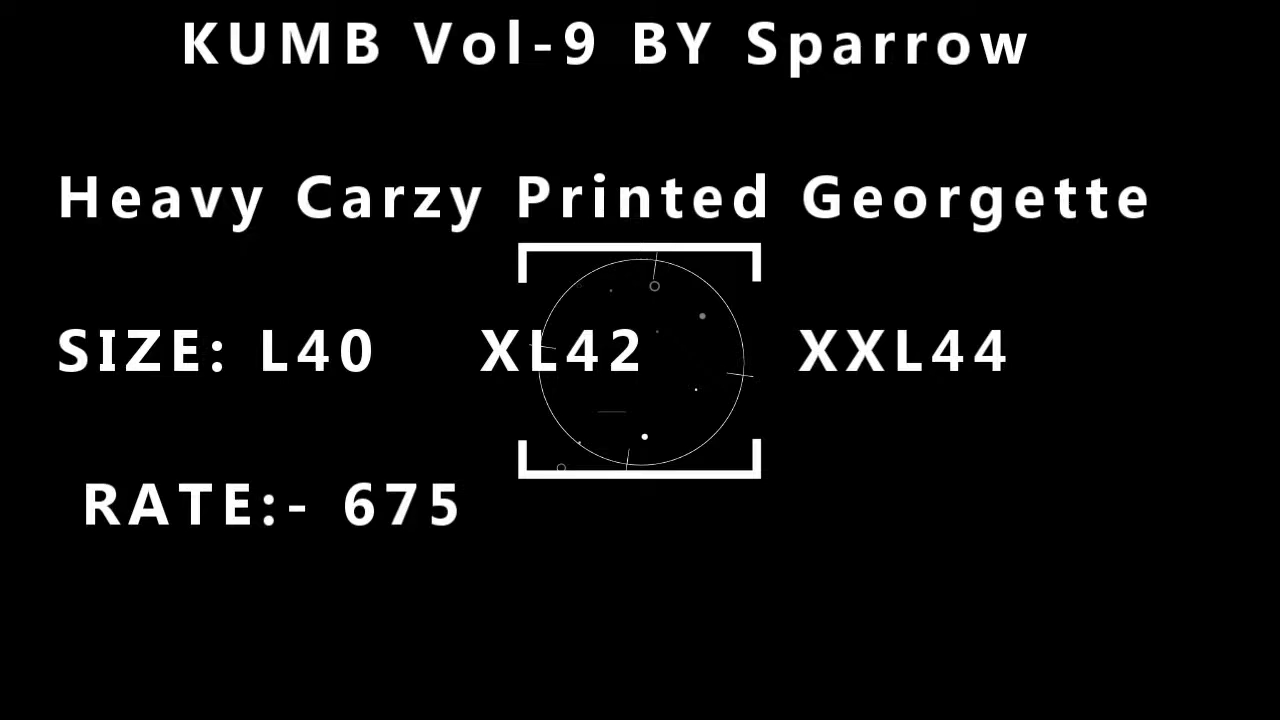 KUMB Vol-9 BY Sparrow
Heavy Carzy Printed Georgette
SIZE: L40 XL42 XXL44
RATE:- 675